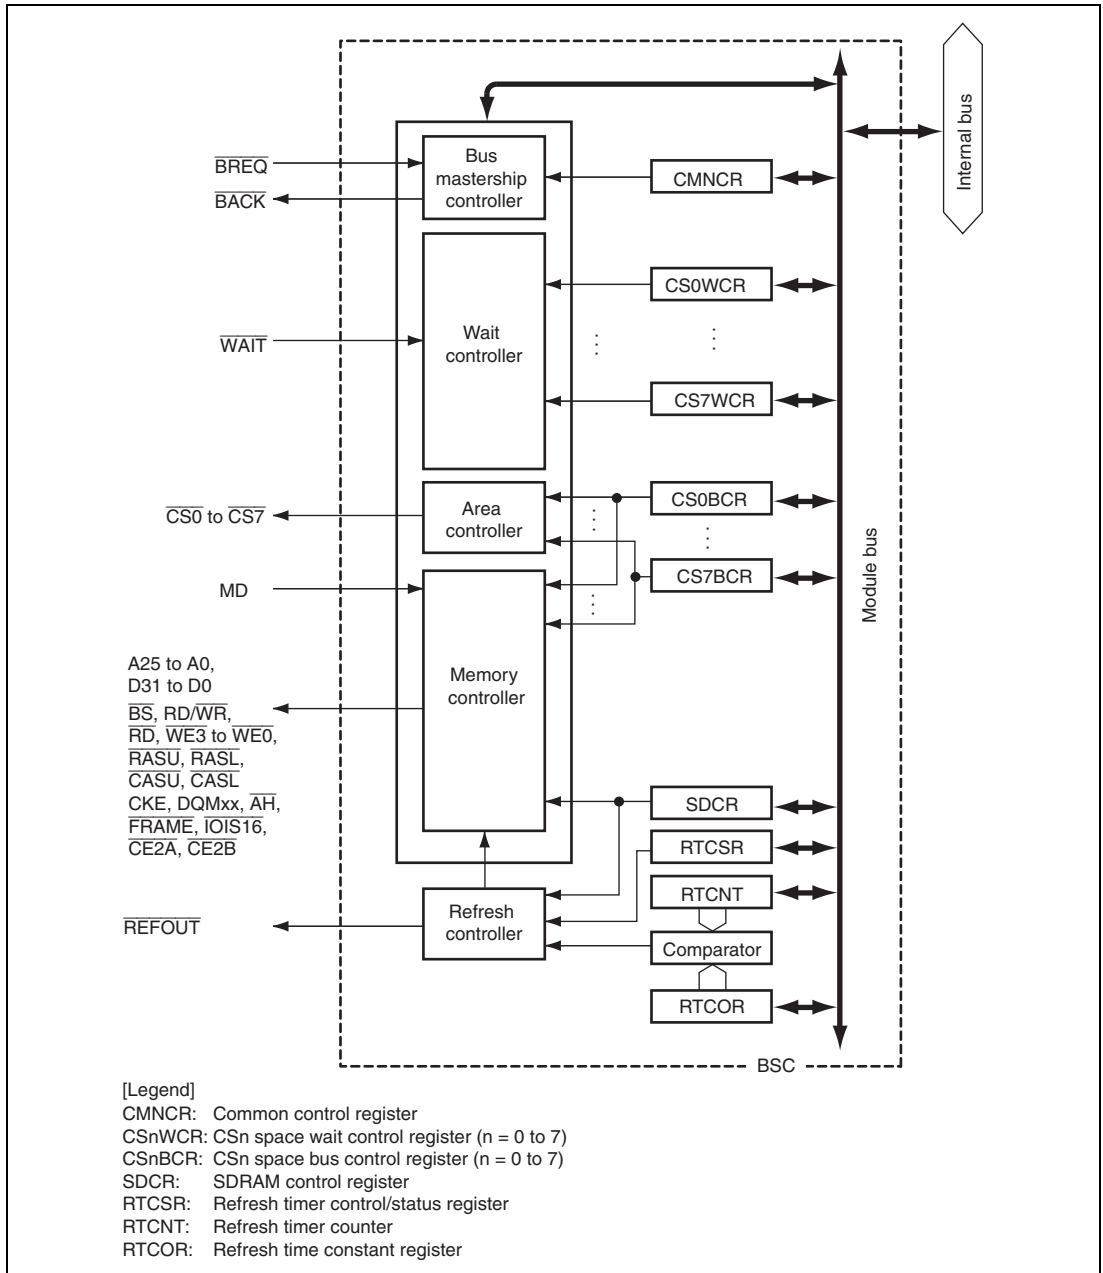 BREQ
BACK
Bus
mastership
controller
CMNCR
Internal bus
CS0WCR
WAIT
Wait
controller
CS7WCR
CS0 to CS7
Area
controller
CS0BCR
CS7BCR
Module bus
MD
A25 to A0,
D31 to D0
BS, RD/WR,
RD, WE3 to WE0,
RASU, RASL,
CASU, CASL
CKE, DQMxx, AH,
FRAME, IOIS16,
CE2A, CE2B
Memory
controller
SDCR
RTCSR
RTCNT
REFOUT
Refresh
controller
Comparator
RTCOR
BSC
[Legend]
CMNCR: Common control register
CSnWCR: CSn space wait control register (n = 0 to 7)
CSnBCR: CSn space bus control register (n = 0 to 7)
SDCR: SDRAM control register
RTCSR: Refresh timer control/status register
RTCNT: Refresh timer counter
RTCOR: Refresh time constant register